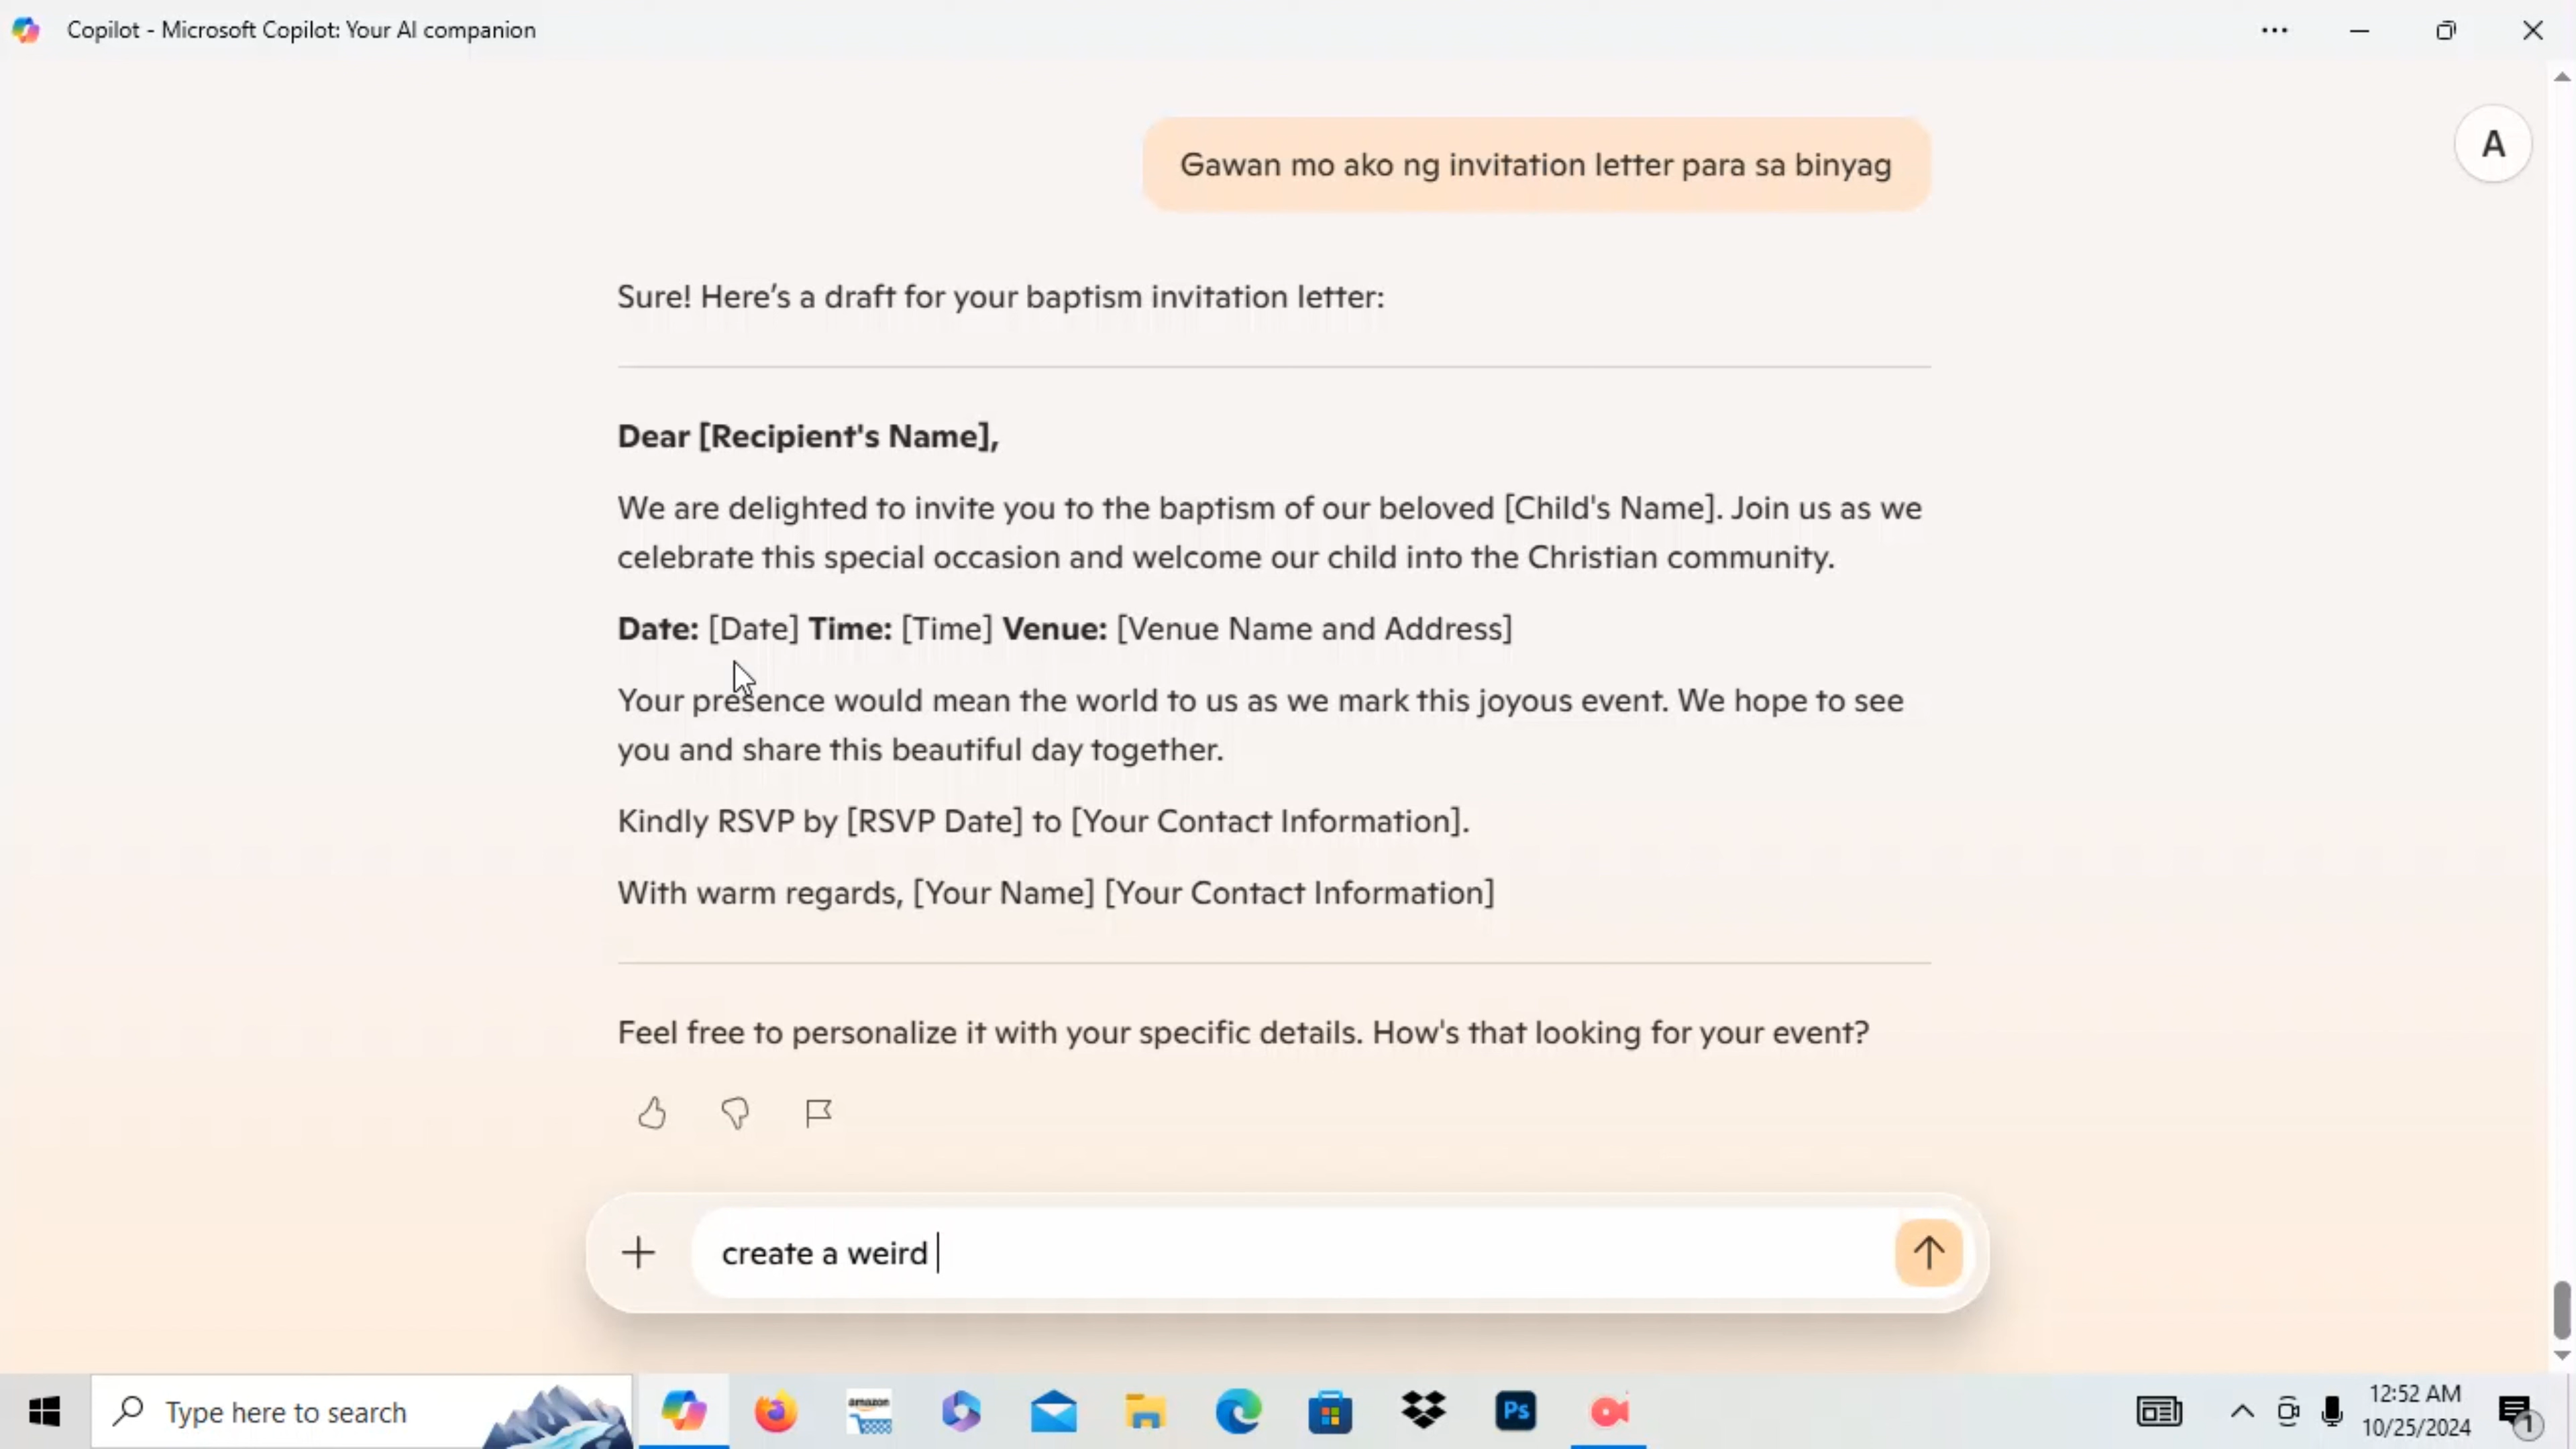 Copilot - Microsoft Copilot: Your AI companion
A
Gawan mo ako ng invitation letter para sa binyag
Sure! Here’s a draft for your baptism invitation letter:
Dear [Recipient's Name],
We are delighted to invite you to the baptism of our beloved [Child's Name]. Join us as we
celebrate this special occasion and welcome our child into the Christian community.
Date: [Date] Time: [Time] Venue: [Venue Name and Address]
Your presence would mean the world to us as we mark this joyous event. We hope to see
you and share this beautiful day together.
Kindly RSVP by [RSVP Date] to [Your Contact Information].
With warm regards, [Your Name] [Your Contact Information]
Feel free to personalize it with your specific details. How's that looking for your event?
create a weird
Type here to search
amazon
Ps
12:52 AM
10/25/2024
1